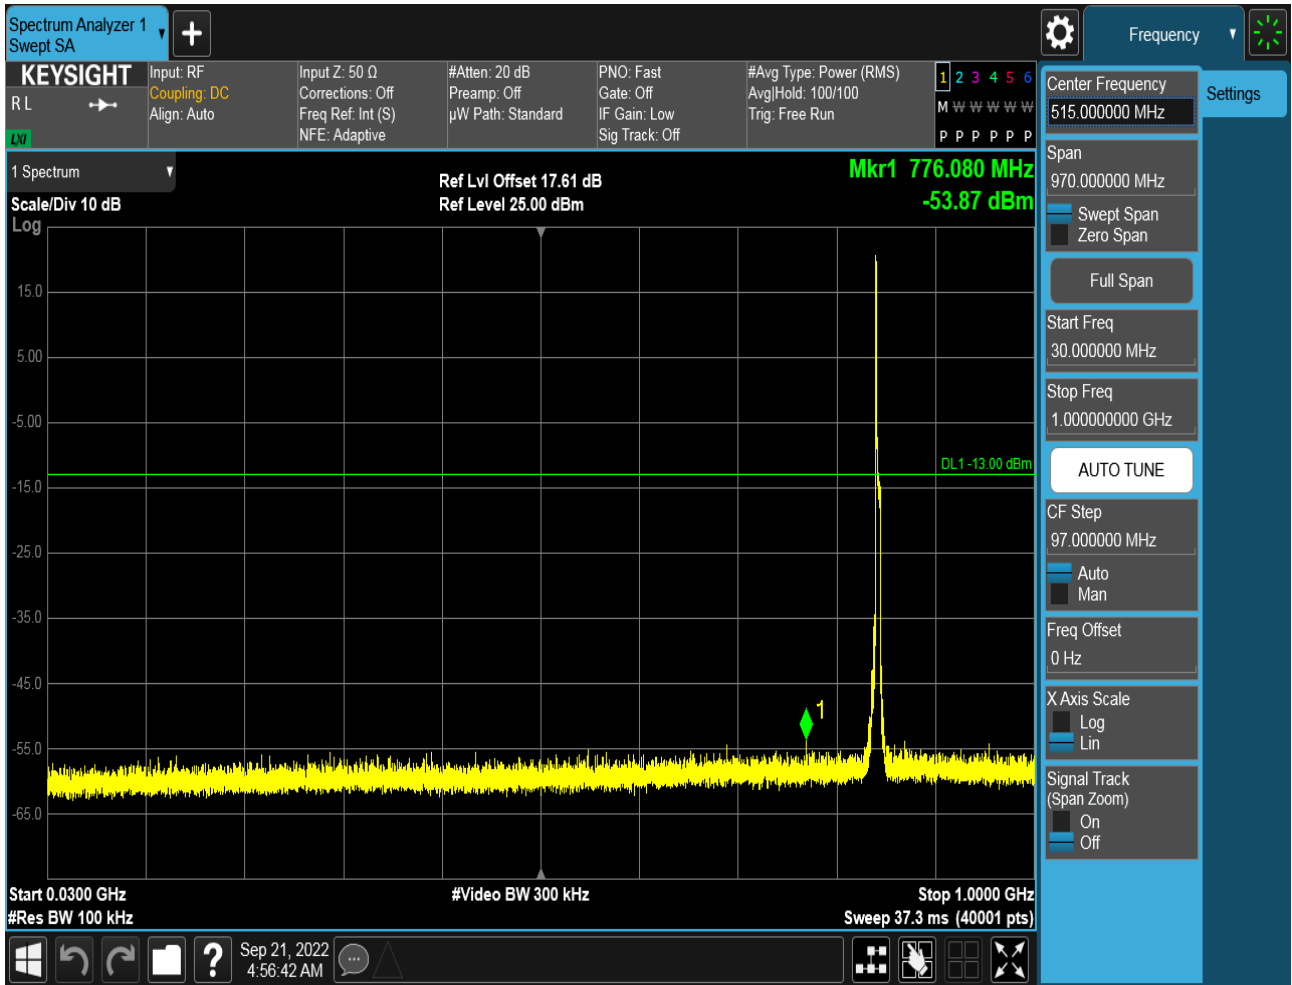 Spectrum Analyzer 1
Swept SA
Frequency
KEYSIGHT
R L
LXI
Input: RF
Coupling: DC
Align: Auto
Input Z: 50 Ω
Corrections: Off
Freq Ref: Int (S)
NFE: Adaptive
#Atten: 20 dB
Preamp: Off
µW Path: Standard
PNO: Fast
Gate: Off
IF Gain: Low
Sig Track: Off
#Avg Type: Power (RMS)
Avg|Hold: 100/100
Trig: Free Run
1 2 3 4 5 6
M W W W W W
P P P P P P
1 Spectrum
Scale/Div 10 dB
Log
Ref Lvl Offset 17.61 dB
Ref Level 25.00 dBm
Mkr1 776.080 MHz
-53.87 dBm
15.0
5.00
-5.00
-15.0
-25.0
-35.0
-45.0
-55.0
-65.0
DL1 -13.00 dBm
1
Start 0.0300 GHz
#Res BW 100 kHz
#Video BW 300 kHz
Stop 1.0000 GHz
Sweep 37.3 ms (40001 pts)
Center Frequency
515.000000 MHz
Settings
Span
970.000000 MHz
Swept Span
Zero Span
Full Span
Start Freq
30.000000 MHz
Stop Freq
1.000000000 GHz
AUTO TUNE
CF Step
97.000000 MHz
Auto
Man
Freq Offset
0 Hz
X Axis Scale
Log
Lin
Signal Track
(Span Zoom)
On
Off
?
Sep 21, 2022
4:56:42 AM